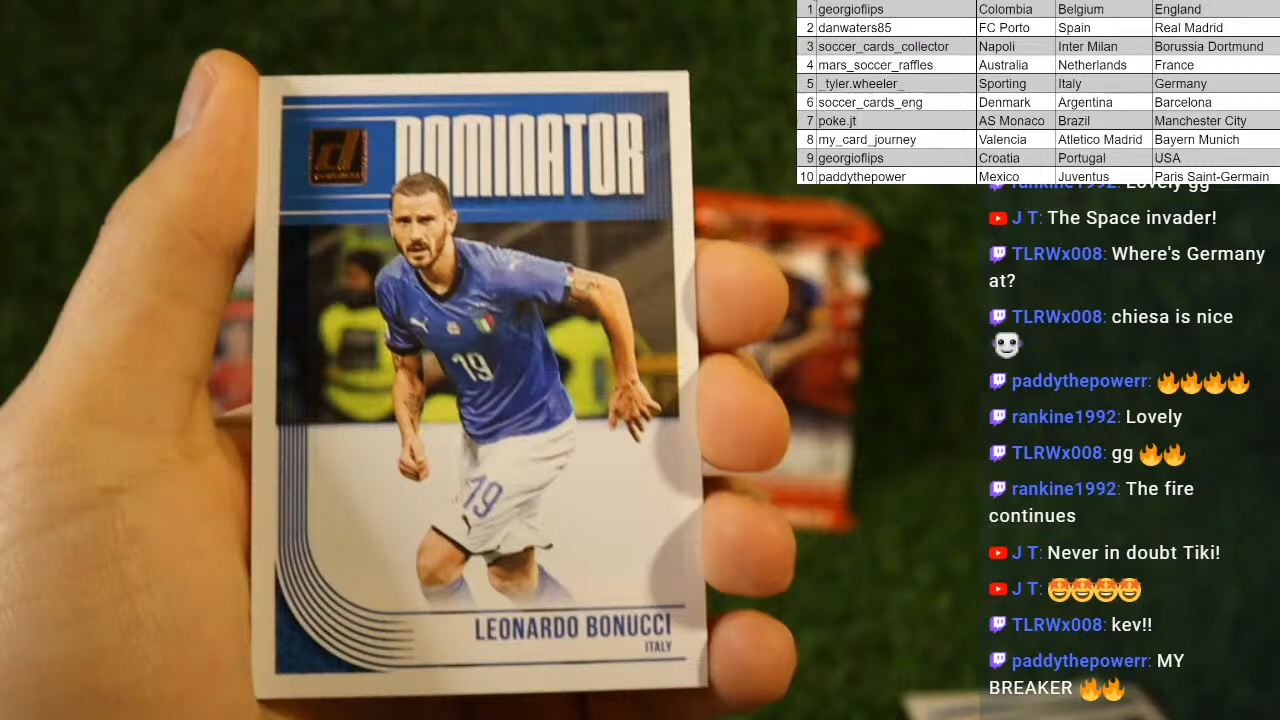 1 georgioflips Colombia Belgium England
2 danwaters85 FC Porto Spain Real Madrid
3 soccer_cards_collector Napoli Inter Milan Borussia Dortmund
4 mars_soccer_raffles Australia Netherlands France
5 _tyler.wheeler_ Sporting Italy Germany
6 soccer_cards_eng Denmark Argentina Barcelona
7 poke.jt AS Monaco Brazil Manchester City
8 my_card_journey Valencia Atletico Madrid Bayern Munich
9 georgioflips Croatia Portugal USA
10 paddythepower Mexico Juventus Paris Saint-Germain
rankine1992: Lovely gg
J T: The Space invader!
TLRWx008: Where's Germany
at?
TLRWx008: chiesa is nice
paddythepowerr: 🔥🔥🔥🔥
rankine1992: Lovely
TLRWx008: gg 🔥🔥
rankine1992: The fire
continues
J T: Never in doubt Tiki!
J T: 🤩🤩🤩🤩
TLRWx008: kev!!
paddythepowerr: MY
BREAKER 🔥🔥
DOMINATOR
19
19
LEONARDO BONUCCI
ITALY